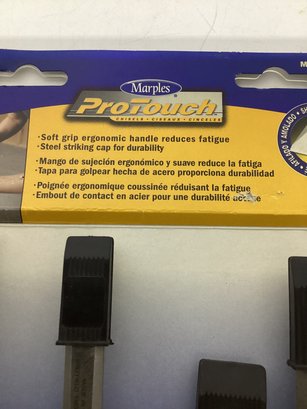 Marples
ProTouch
CHISELS • CISEAUX • CINCELES
• Soft grip ergonomic handle reduces fatigue
• Steel striking cap for durability
• Mango de sujeción ergonómico y suave reduce la fatiga
• Tapa para golpear hecha de acero proporciona durabilidad
• Poignée ergonomique coussinée réduisant la fatigue
• Embout de contact en acier pour une durabilité
AFILADO Y AMOLADO